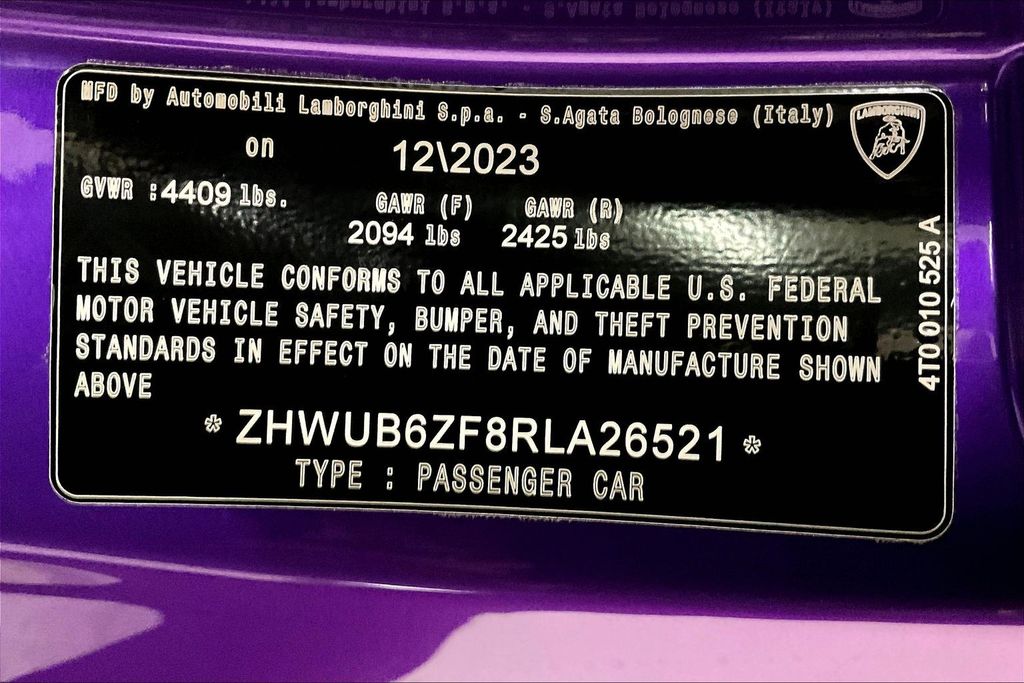 MFD by Automobili Lamborghini S.p.a. - S.Agata Bolognese (Italy)
LAMBORGHINI
on 12\2023
GVWR :4409 lbs. GAWR (F) GAWR (R)
2094 lbs 2425 lbs
THIS VEHICLE CONFORMS TO ALL APPLICABLE U.S. FEDERAL
MOTOR VEHICLE SAFETY, BUMPER, AND THEFT PREVENTION
STANDARDS IN EFFECT ON THE DATE OF MANUFACTURE SHOWN
ABOVE
* ZHWUB6ZF8RLA26521 *
TYPE : PASSENGER CAR
4T0 010 525 A